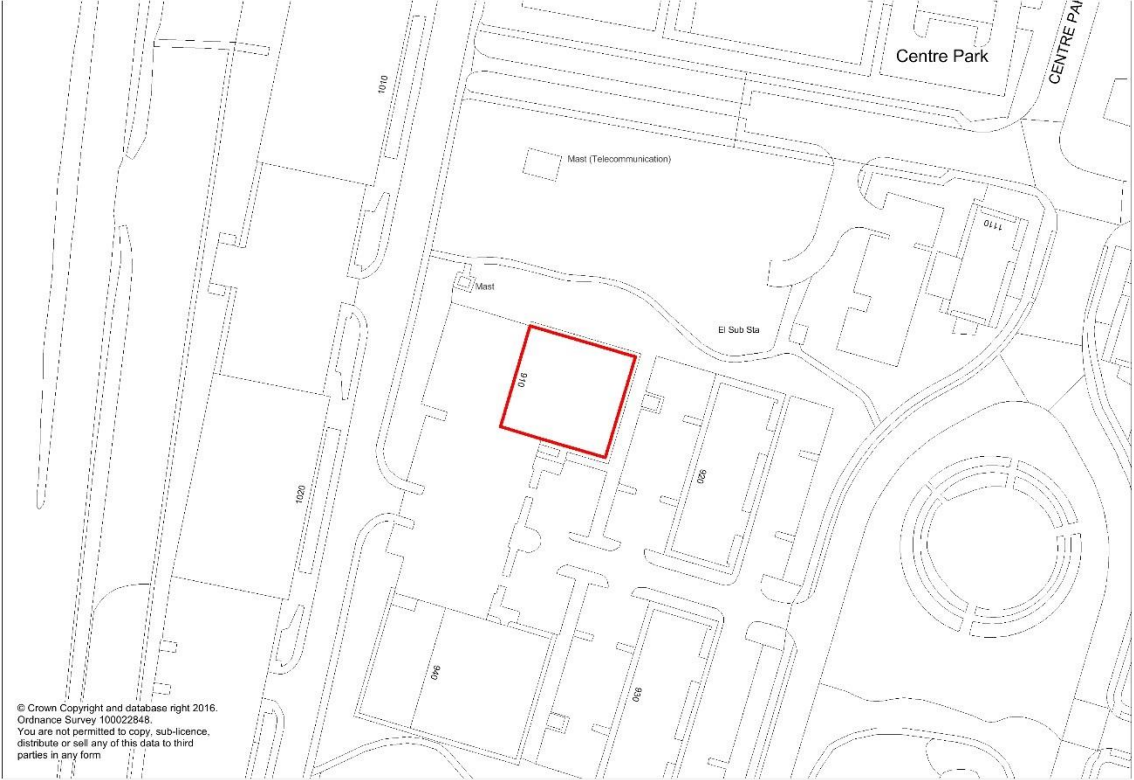 Centre Park
CENTRE PA
1010
Mast (Telecommunication)
1110
Mast
El Sub Sta
910
920
1020
940
930
© Crown Copyright and database right 2016.
Ordnance Survey 100022848.
You are not permitted to copy, sub-licence,
distribute or sell any of this data to third
parties in any form